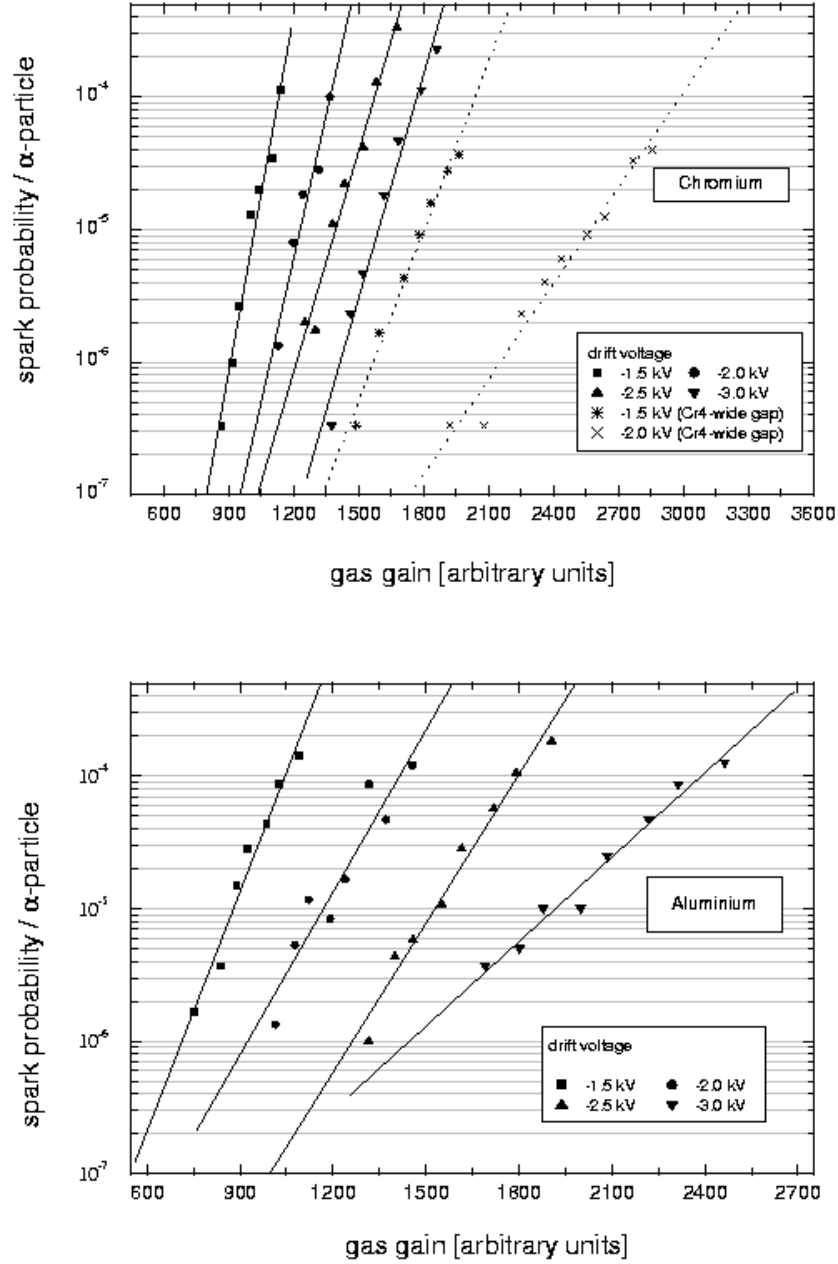 spark probability / α-particle
10⁻⁴
10⁻⁵
10⁻⁶
10⁻⁷
Chromium
drift voltage
-1.5 kV -2.0 kV
-2.5 kV -3.0 kV
-1.5 kV (Cr4-wide gap)
-2.0 kV (Cr4-wide gap)
600 900 1200 1500 1800 2100 2400 2700 3000 3300 3600
gas gain [arbitrary units]
spark probability / α-particle
10⁻⁴
10⁻⁵
10⁻⁶
10⁻⁷
Aluminium
drift voltage
-1.5 kV -2.0 kV
-2.5 kV -3.0 kV
600 900 1200 1500 1800 2100 2400 2700
gas gain [arbitrary units]